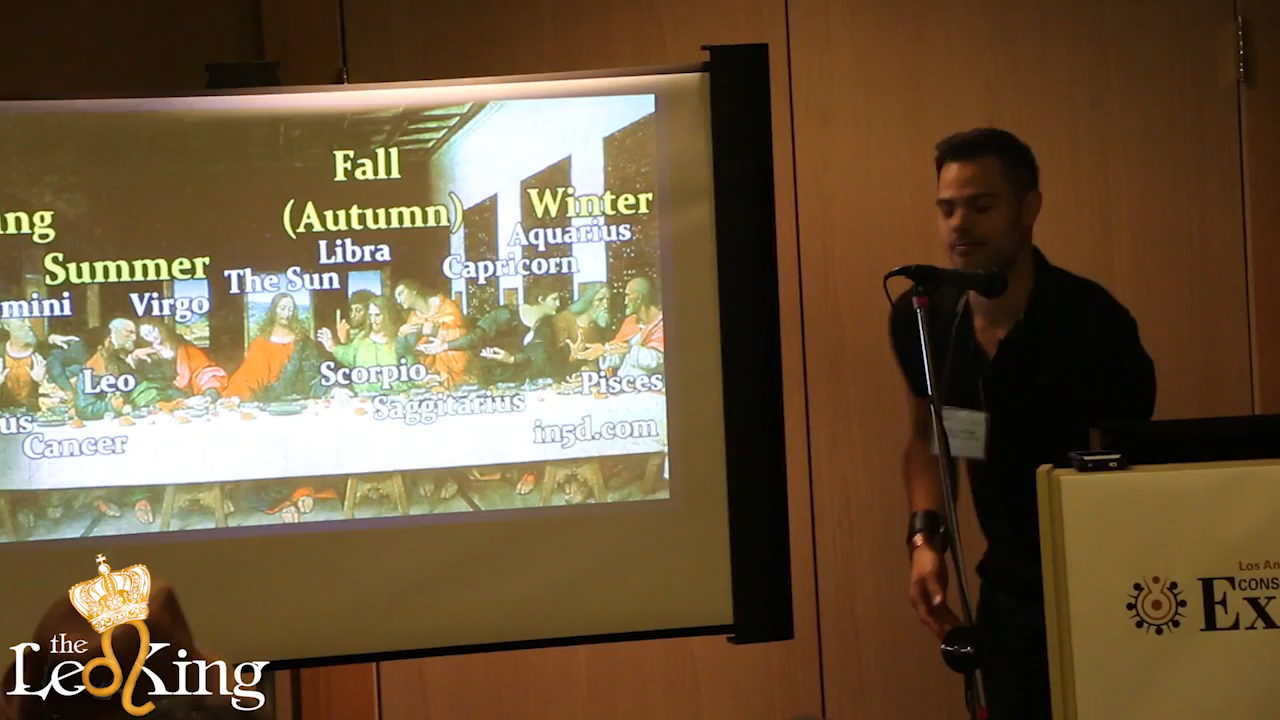 Fall
(Autumn)
ing
Winter
Aquarius
Libra
Summer
The Sun
Capricorn
mini
Virgo
Leo
Scorpio
Pisces
us
Saggitarius
Cancer
in5d.com
Los An
CONS
Ex
the
Leo King